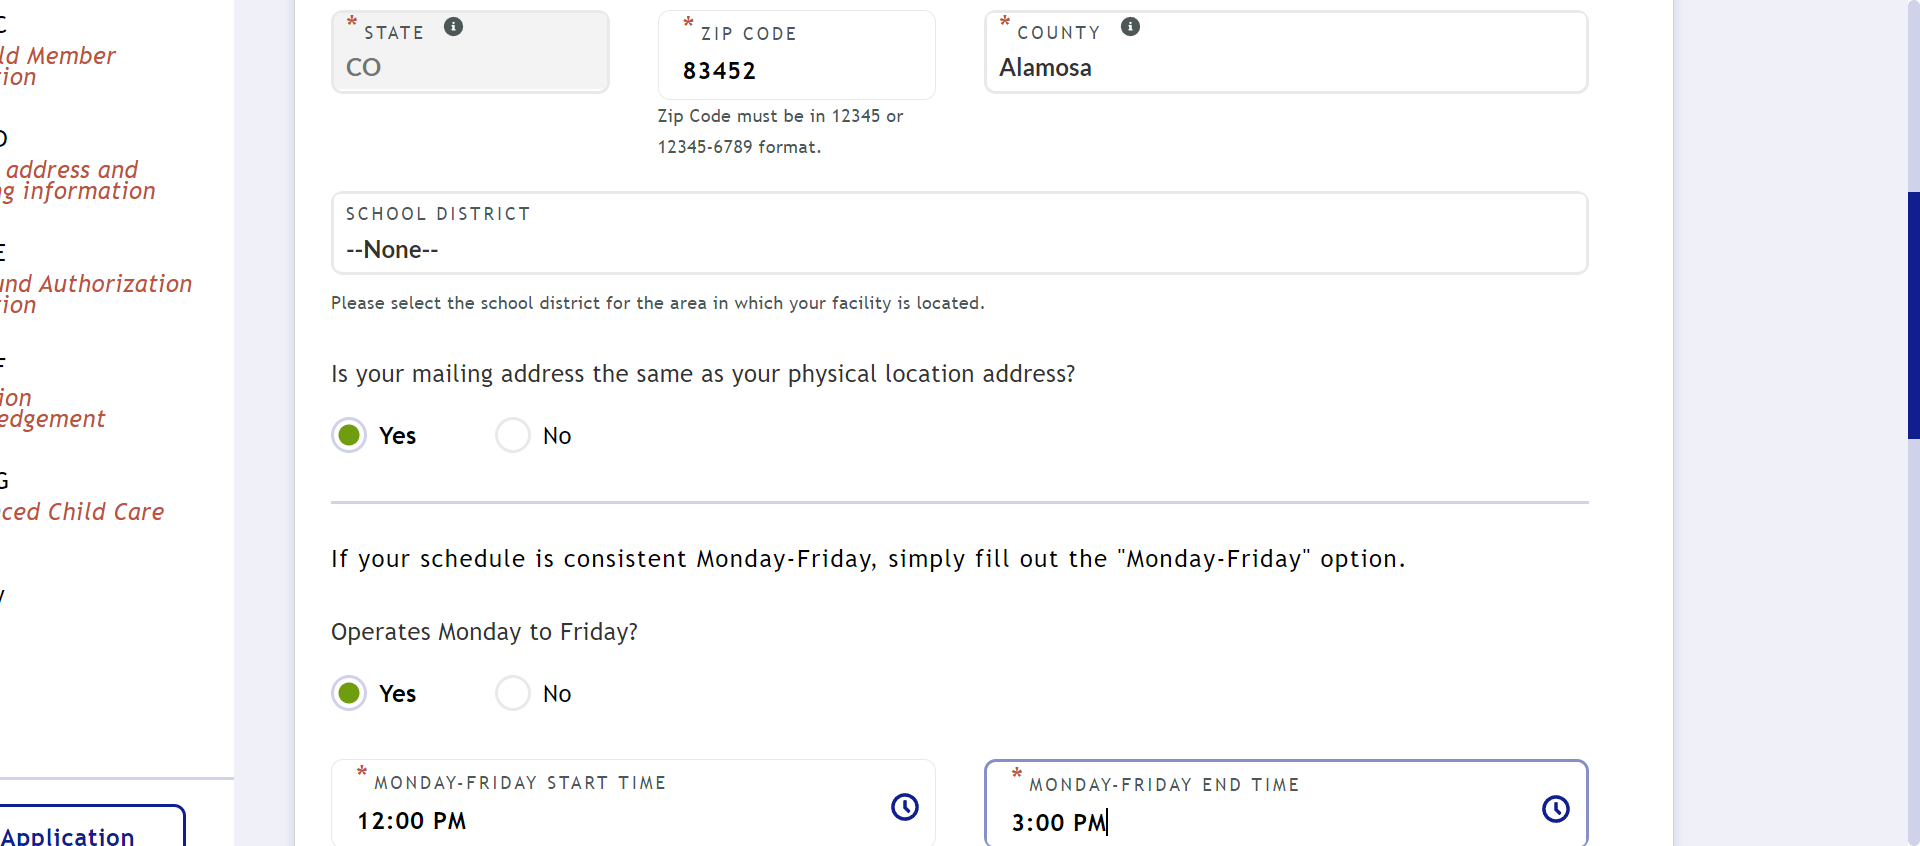 C
ld Member
ion
D
address and
ng information
E
und Authorization
ion
F
ion
edgement
G
ced Child Care
y
Application
* STATE
CO
* ZIP CODE
83452
Zip Code must be in 12345 or
12345-6789 format.
* COUNTY
Alamosa
SCHOOL DISTRICT
--None--
Please select the school district for the area in which your facility is located.
Is your mailing address the same as your physical location address?
Yes No
If your schedule is consistent Monday-Friday, simply fill out the "Monday-Friday" option.
Operates Monday to Friday?
Yes No
* MONDAY-FRIDAY START TIME
12:00 PM
* MONDAY-FRIDAY END TIME
3:00 PM